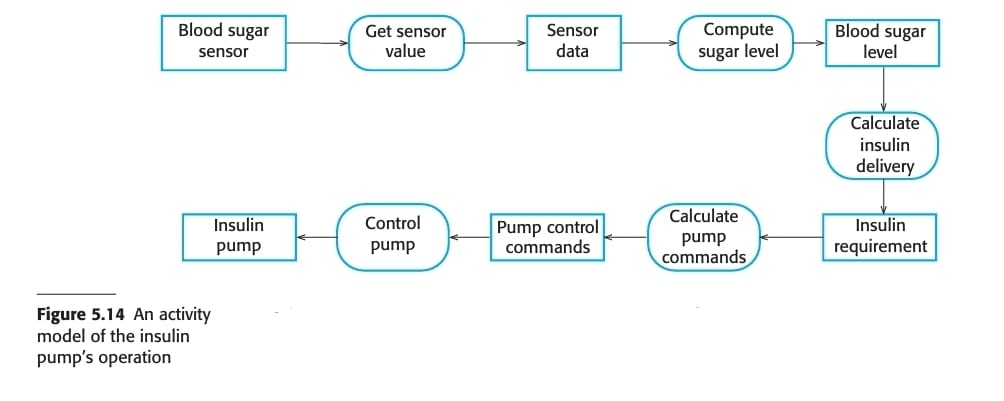 Blood sugar
sensor
Get sensor
value
Sensor
data
Compute
sugar level
Blood sugar
level
Calculate
insulin
delivery
Insulin
requirement
Calculate
pump
commands
Pump control
commands
Control
pump
Insulin
pump
Figure 5.14 An activity
model of the insulin
pump's operation